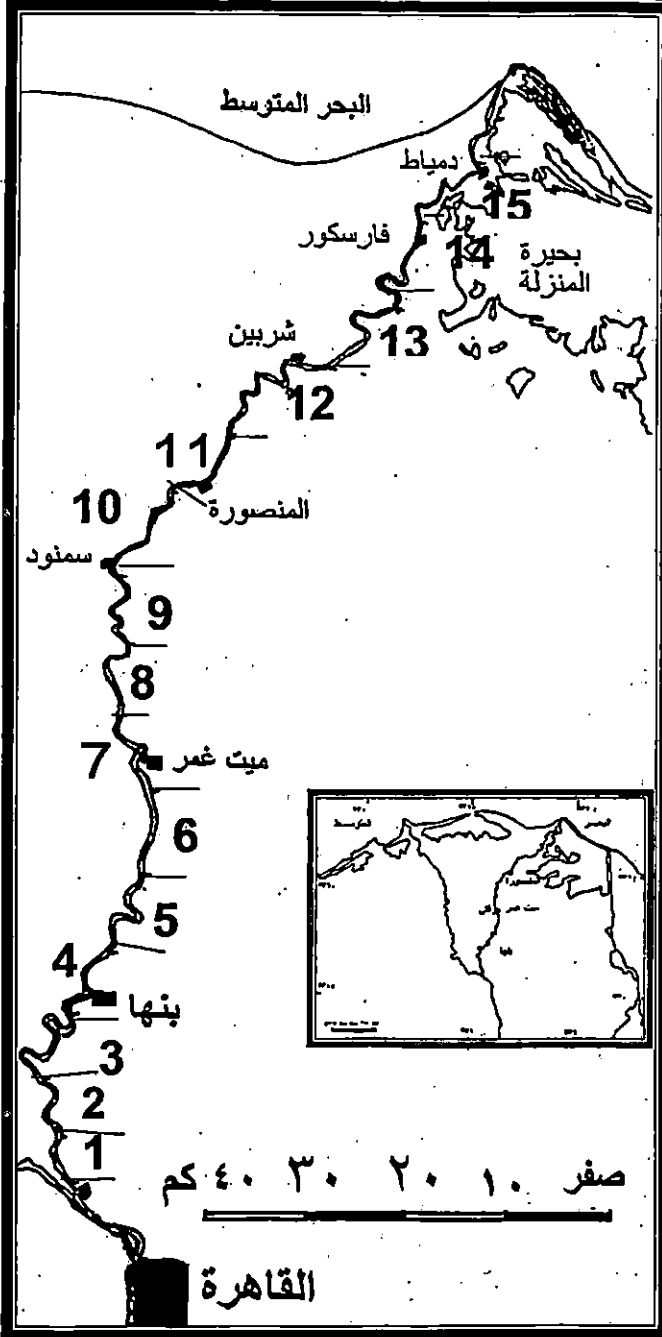 البحر المتوسط
دمياط
15
فارسكور
14
بحيرة
المنزلة
13
شربين
12
11
المنصورة
10
سمنود
9
8
7
ميت غمر
6
5
4
بنها
3
2
1
صفر ١٠ ٢٠ ٣٠ ٤٠ كم
القاهرة